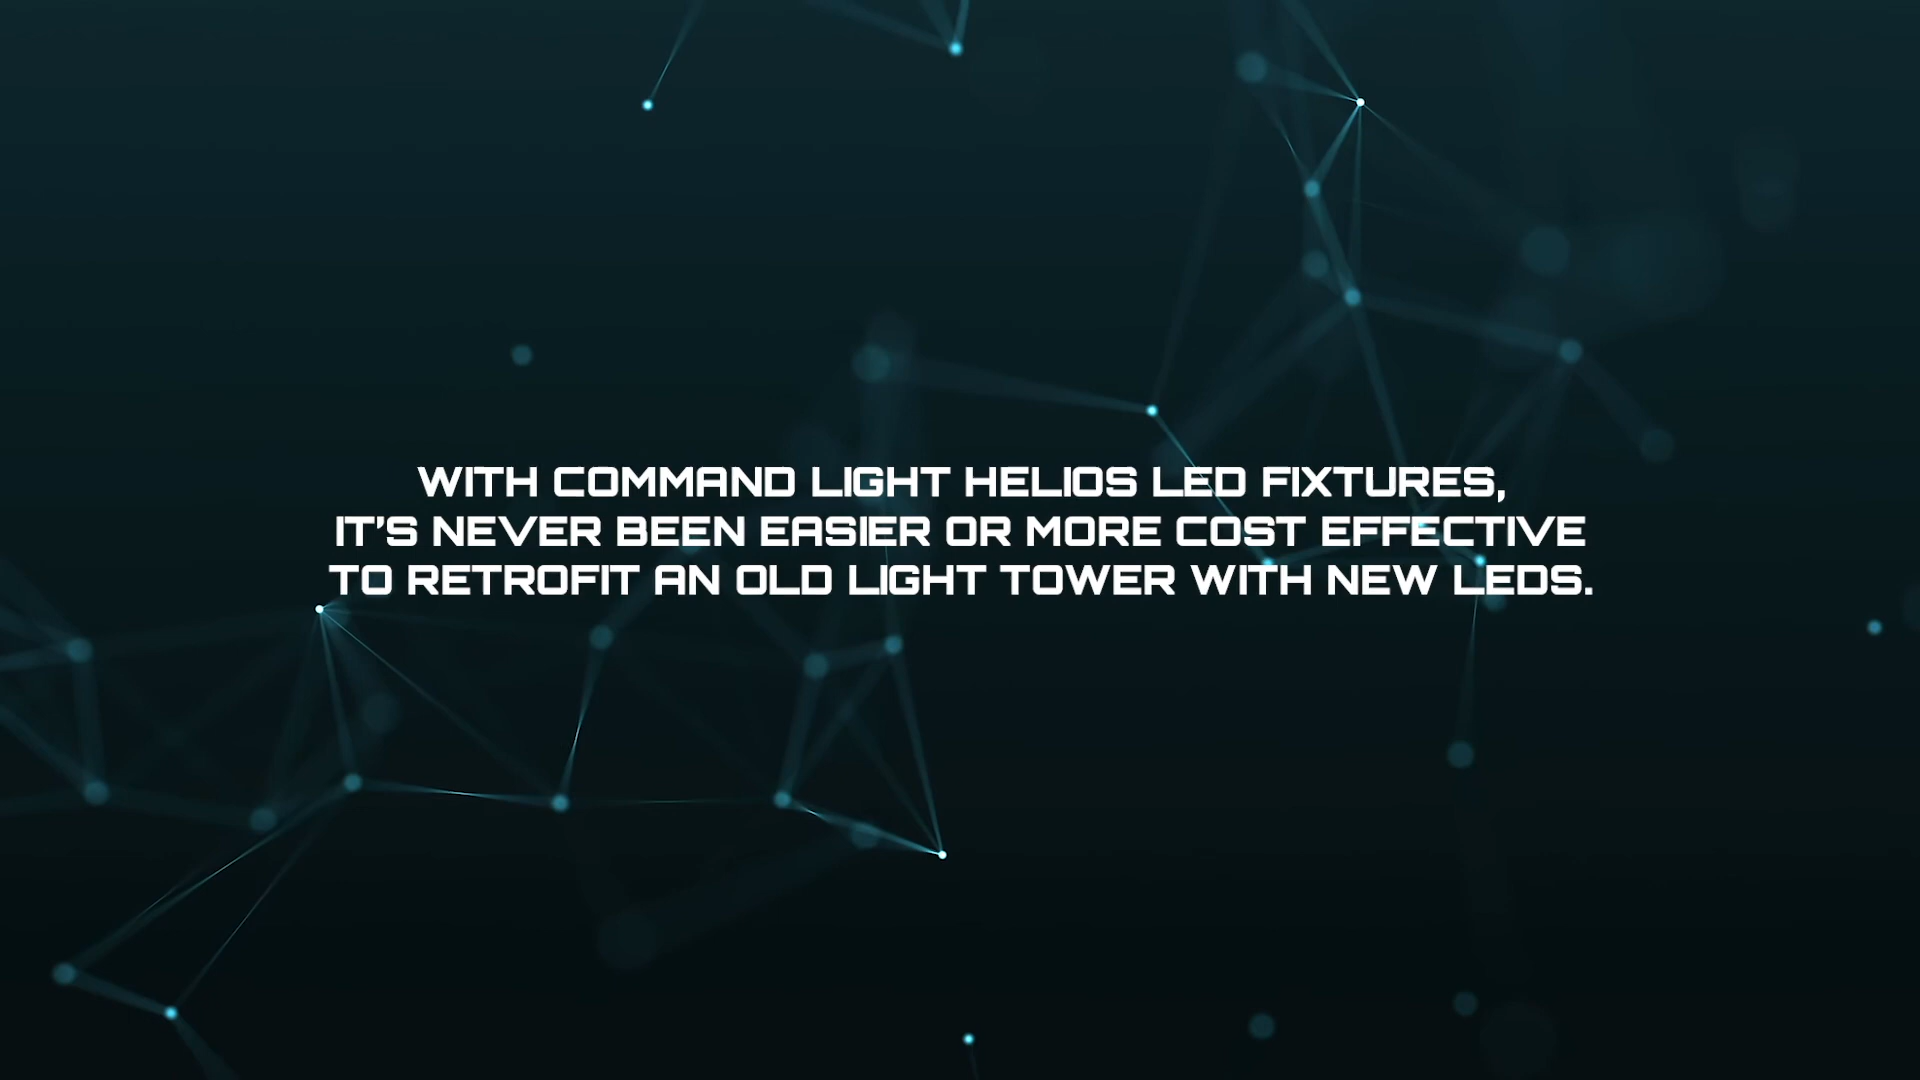 WITH COMMAND LIGHT HELIOS LED FIXTURES,
IT'S NEVER BEEN EASIER OR MORE COST EFFECTIVE
TO RETROFIT AN OLD LIGHT TOWER WITH NEW LEDS.